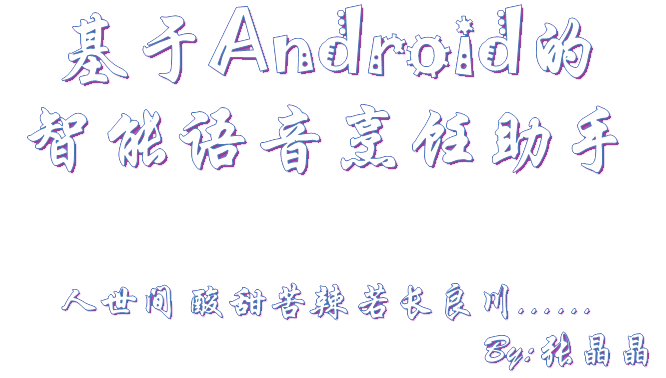 基于Android的
智能语音烹饪助手
人世间 酸甜苦辣 若长良川......
By:张晶晶